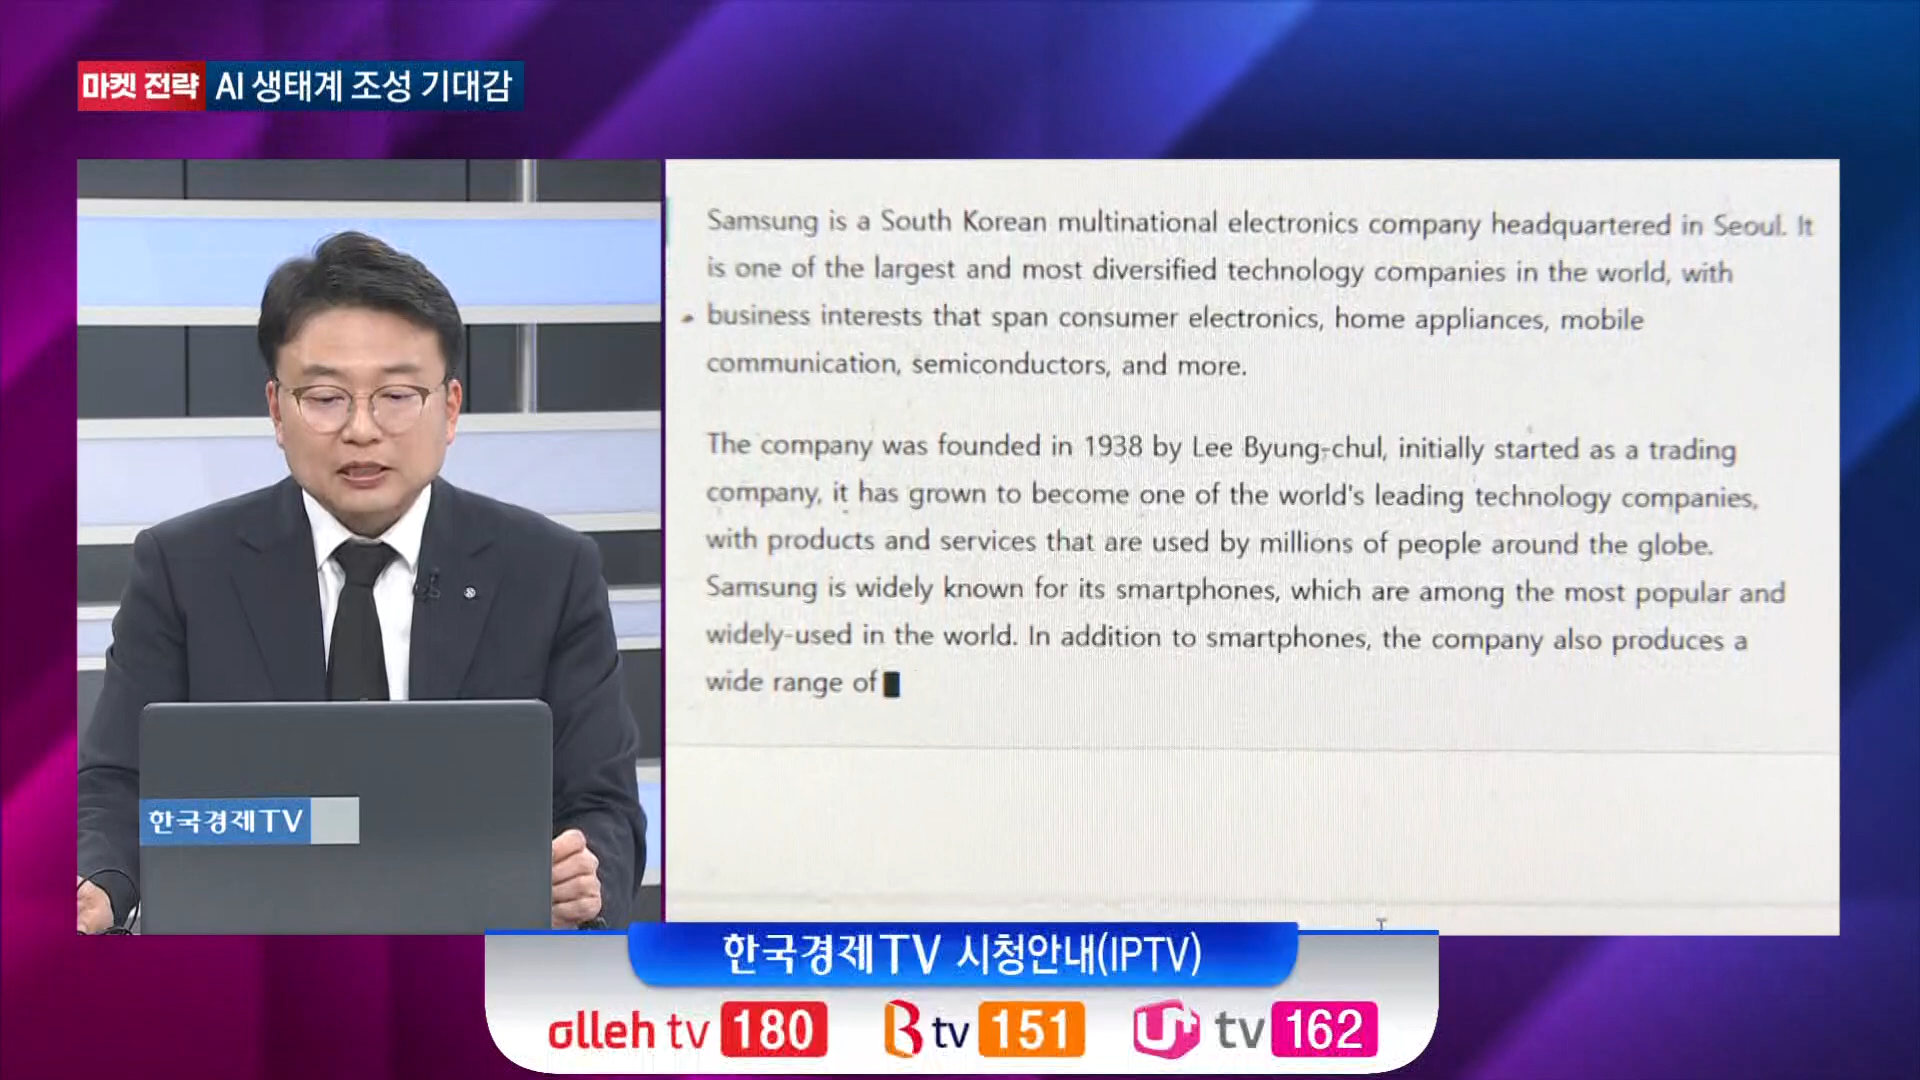 마켓 전략 AI 생태계 조성 기대감
Samsung is a South Korean multinational electronics company headquartered in Seoul. It
is one of the largest and most diversified technology companies in the world, with
business interests that span consumer electronics, home appliances, mobile
communication, semiconductors, and more.
The company was founded in 1938 by Lee Byung-chul, initially started as a trading
company, it has grown to become one of the world's leading technology companies,
with products and services that are used by millions of people around the globe.
Samsung is widely known for its smartphones, which are among the most popular and
widely-used in the world. In addition to smartphones, the company also produces a
wide range of
한국경제TV
한국경제TV 시청안내(IPTV)
olleh tv 180 B tv 151 U+ tv 162